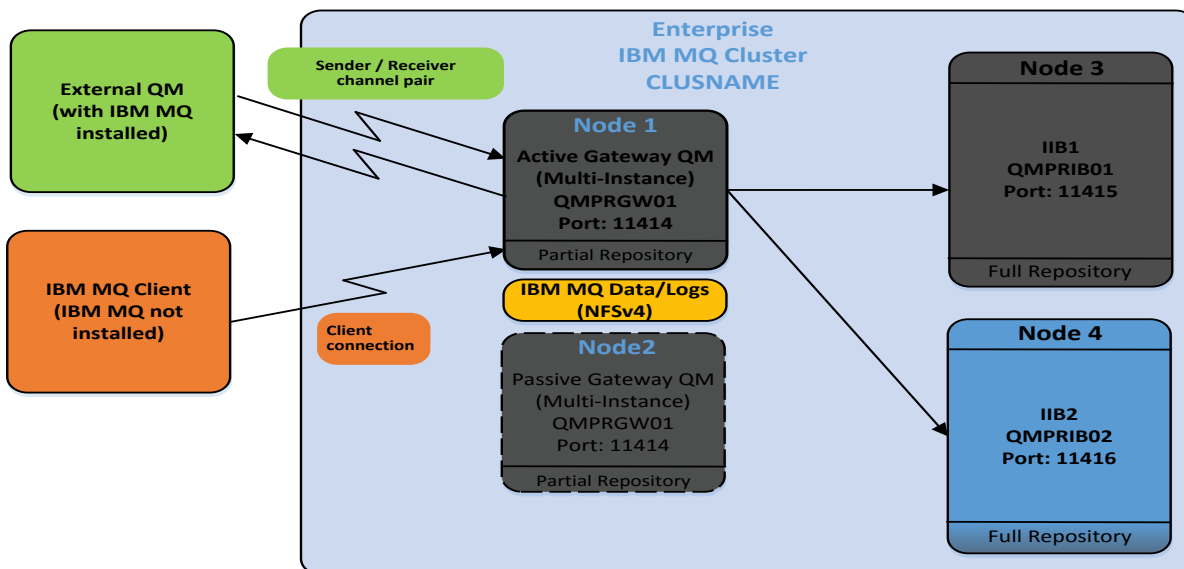 Enterprise
IBM MQ Cluster
CLUSNAME
External QM
(with IBM MQ
installed)
Sender / Receiver
channel pair
IBM MQ Client
(IBM MQ not
installed)
Client
connection
Node 1
Active Gateway QM
(Multi-Instance)
QMPRGW01
Port: 11414
Partial Repository
IBM MQ Data/Logs
(NFSv4)
Node2
Passive Gateway QM
(Multi-Instance)
QMPRGW01
Port: 11414
Partial Repository
Node 3
IIB1
QMPRIB01
Port: 11415
Full Repository
Node 4
IIB2
QMPRIB02
Port: 11416
Full Repository